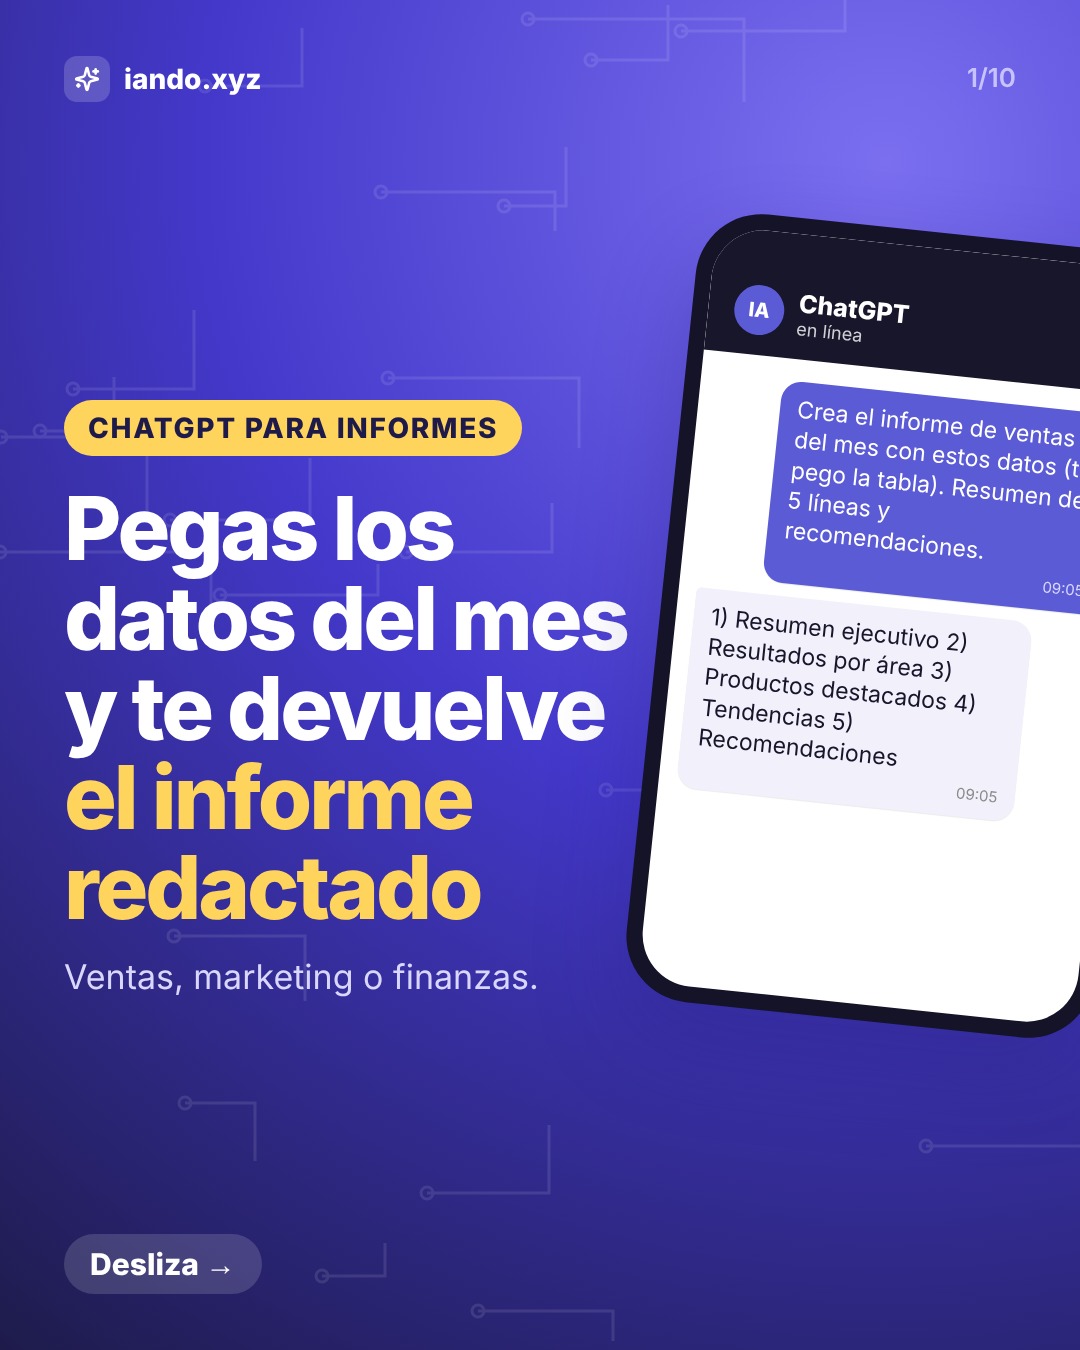 iando.xyz
1/10
CHATGPT PARA INFORMES
Pegas los
datos del mes
y te devuelve
el informe
redactado
Ventas, marketing o finanzas.
IA
ChatGPT
en línea
Crea el informe de ventas
del mes con estos datos (t
pego la tabla). Resumen de
5 líneas y
recomendaciones.
09:05
1) Resumen ejecutivo 2)
Resultados por área 3)
Productos destacados 4)
Tendencias 5)
Recomendaciones
09:05
Desliza →